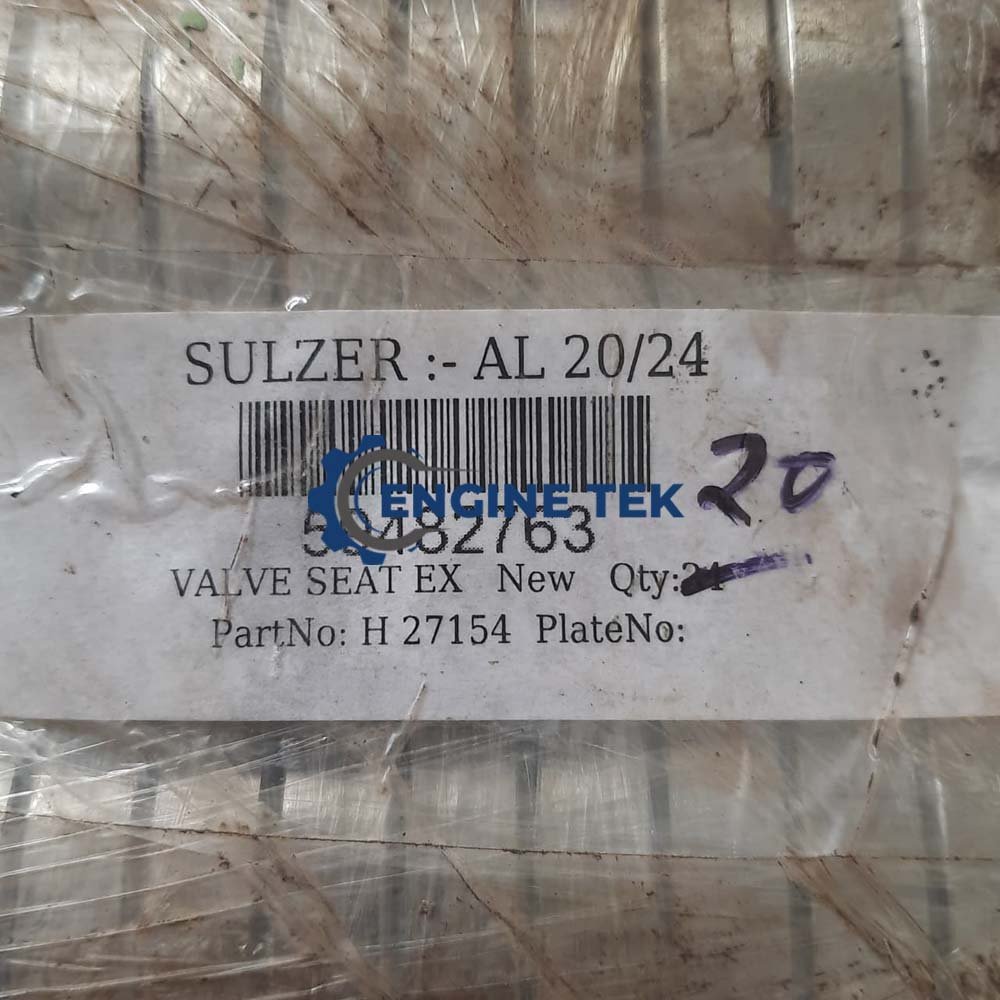 SULZER :- AL 20/24
ENGINE TEK
20
VALVE SEAT EX New Qty:24
PartNo: H 27154 PlateNo: